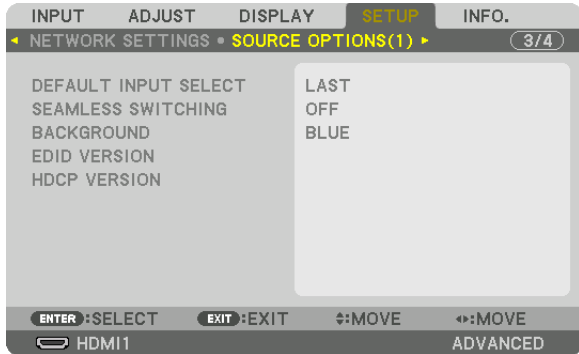 INPUT ADJUST DISPLAY SETUP INFO.
NETWORK SETTINGS • SOURCE OPTIONS(1) 3/4
DEFAULT INPUT SELECT LAST
SEAMLESS SWITCHING OFF
BACKGROUND BLUE
EDID VERSION
HDCP VERSION
ENTER :SELECT EXIT :EXIT :MOVE :MOVE
HDMI1 ADVANCED